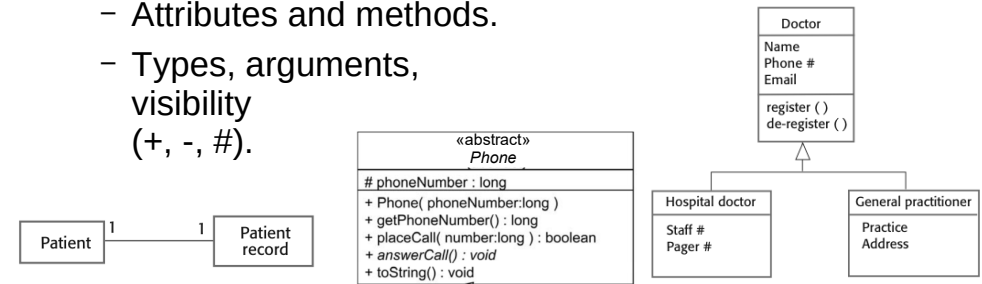 – Attributes and methods.
– Types, arguments,
visibility
(+, -, #).
Patient
1
1
Patient
record
«abstract»
Phone
# phoneNumber : long
+ Phone( phoneNumber:long )
+ getPhoneNumber() : long
+ placeCall( number:long ) : boolean
+ answerCall() : void
+ toString() : void
Doctor
Name
Phone #
Email
register ( )
de-register ( )
Hospital doctor
Staff #
Pager #
General practitioner
Practice
Address